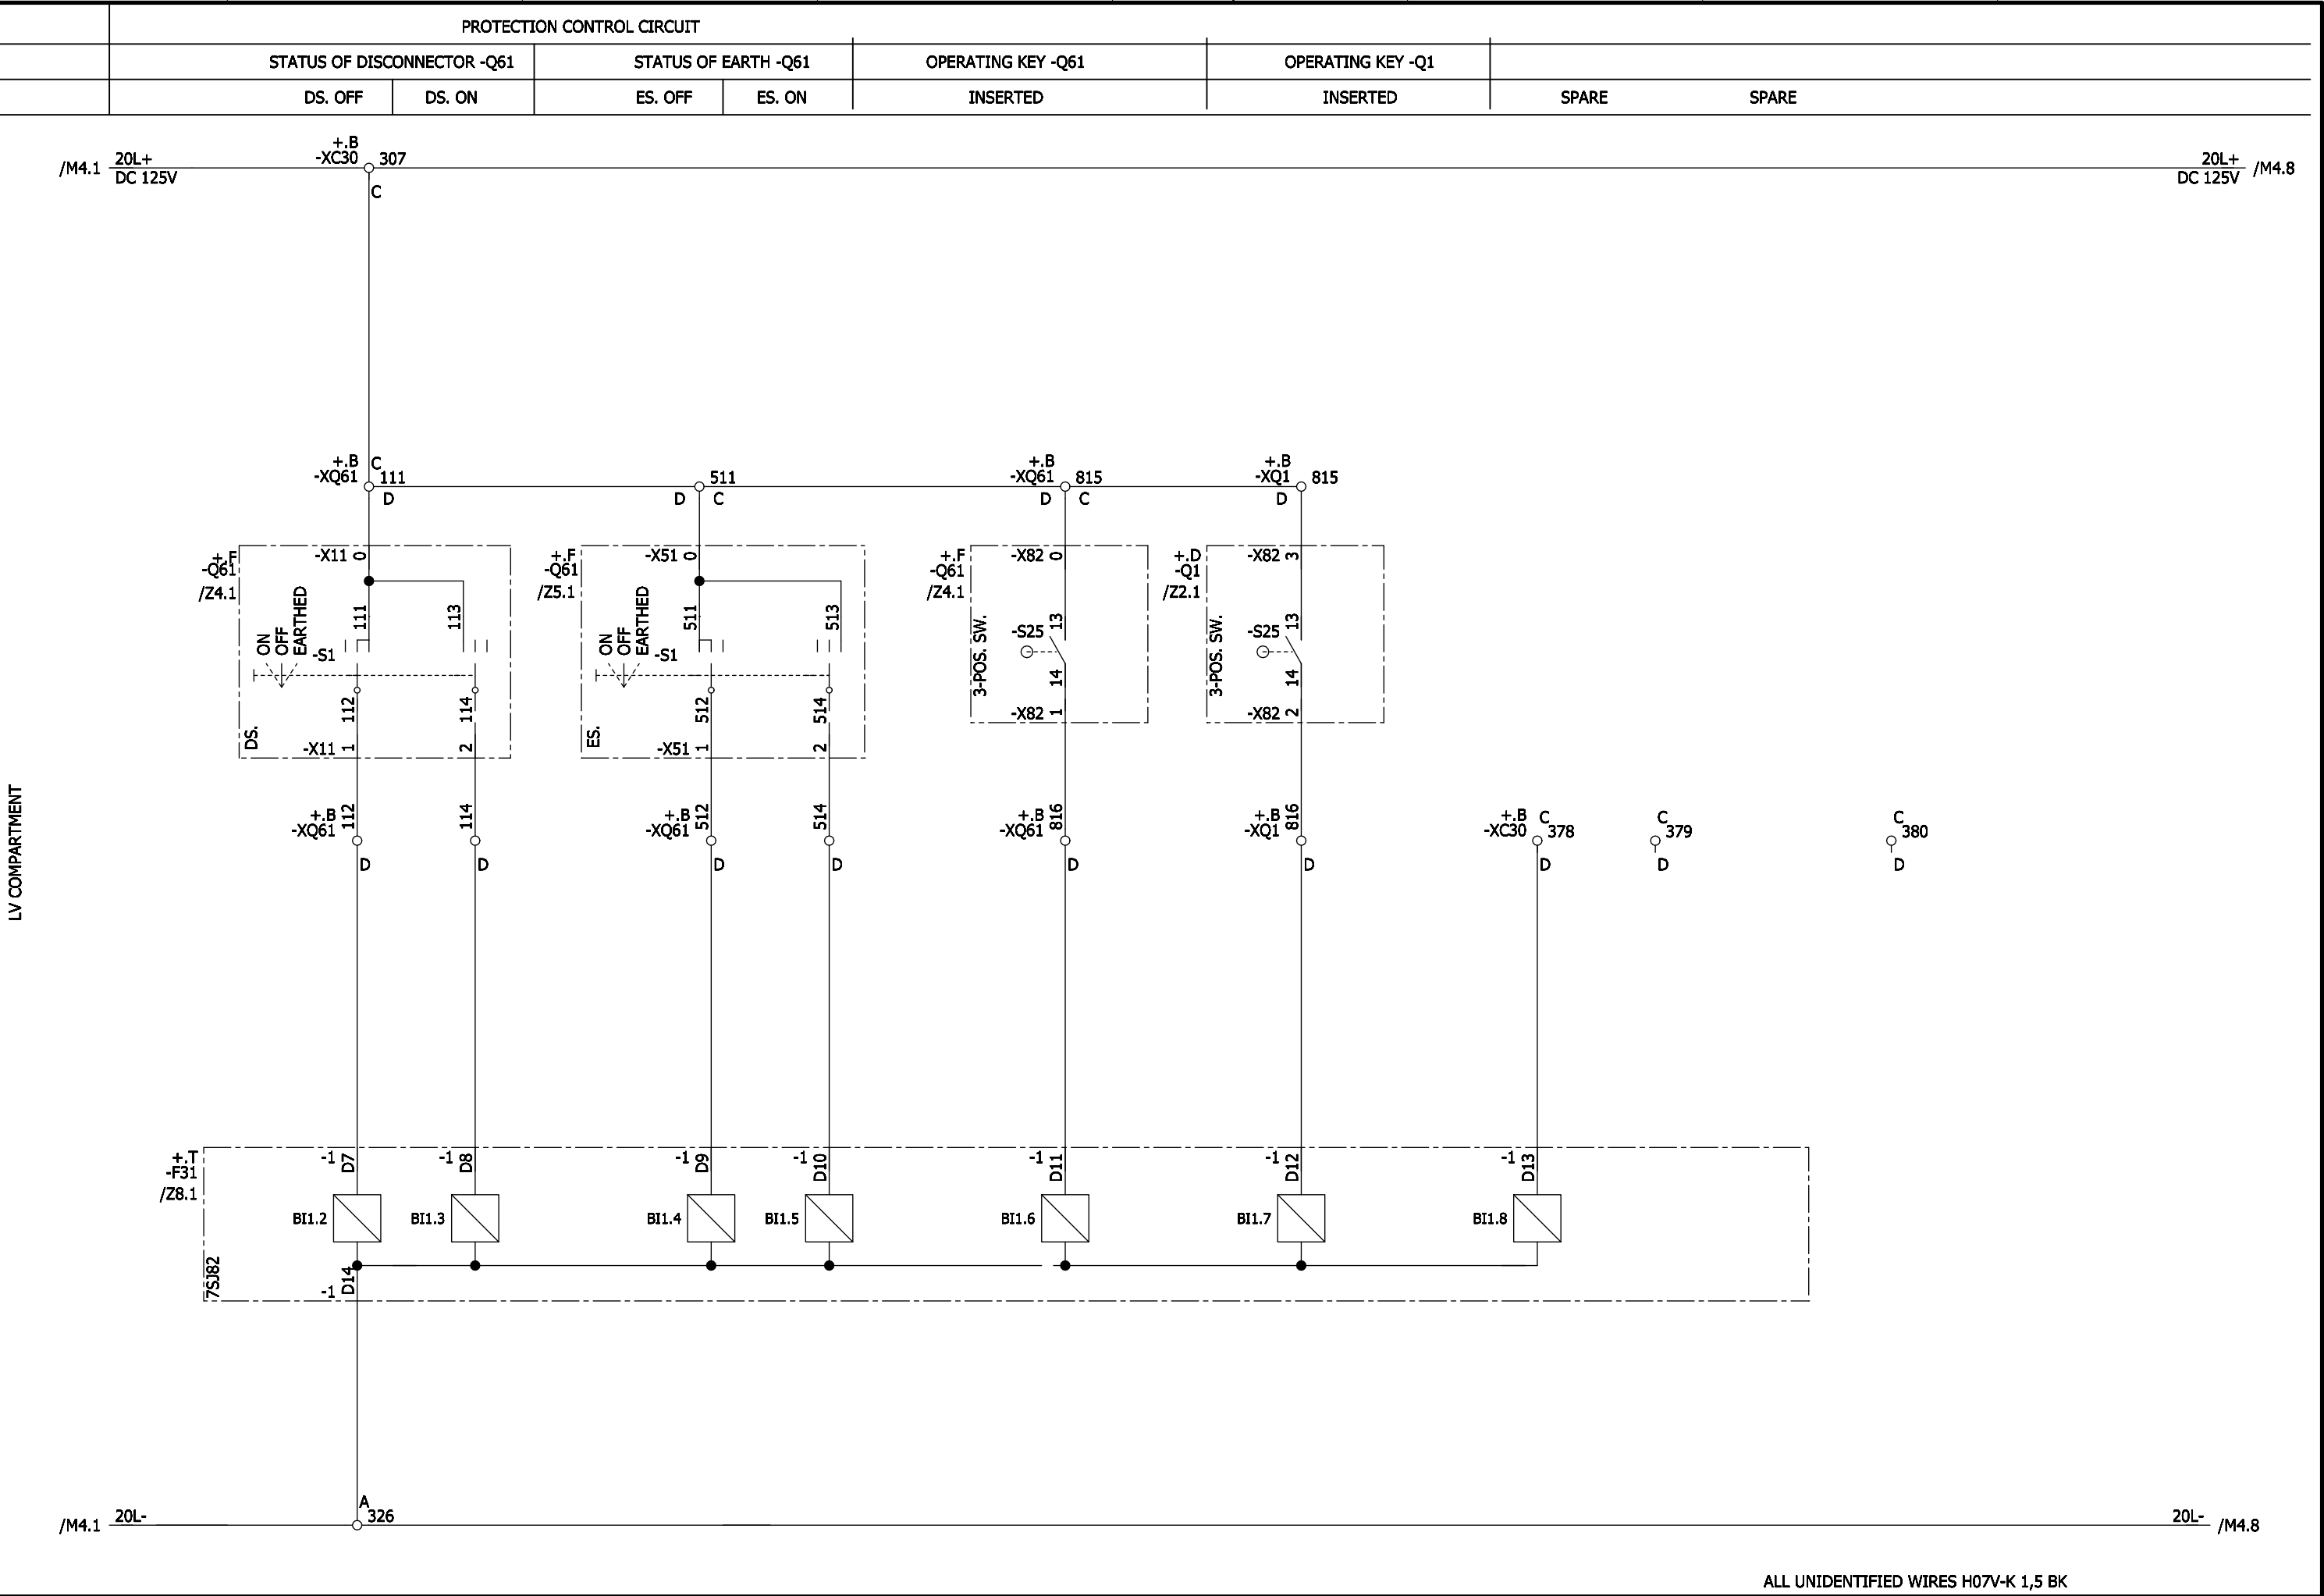 PROTECTION CONTROL CIRCUIT
STATUS OF DISCONNECTOR -Q61 STATUS OF EARTH -Q61 OPERATING KEY -Q61 OPERATING KEY -Q1
DS. OFF DS. ON ES. OFF ES. ON INSERTED INSERTED SPARE SPARE
+.B
/M4.1 20L+ -XC30 307 20L+ /M4.8
DC 125V C DC 125V
+.B C +.B +.B
-XQ61 111 511 -XQ61 815 -XQ1 815
D D C D C D
+.F -X11 0 +.F -X51 0 +.F -X82 0 +.D -X82 3
-Q61 -Q61 -Q61 -Q1
/Z4.1 /Z5.1 /Z4.1 /Z2.1
ON OFF EARTHED 111 113 ON OFF EARTHED 511 513 13 13
-S1 -S1 -S25 -S25
3-POS. SW. 3-POS. SW.
112 114 512 514 14 14
DS. ES. -X82 1 -X82 2
-X11 1 2 -X51 1 2
LV COMPARTMENT
+.B 112 114 +.B 512 514 +.B 816 +.B 816 +.B C C C
-XQ61 -XQ61 -XQ61 -XQ1 -XC30 378 379 380
D D D D D D D D D
+.T -1 D7 -1 D8 -1 D9 -1 D10 -1 D11 -1 D12 -1 D13
-F31
/Z8.1
BI1.2 BI1.3 BI1.4 BI1.5 BI1.6 BI1.7 BI1.8
7SJ82
-1 D14
A
/M4.1 20L- 326 20L- /M4.8
ALL UNIDENTIFIED WIRES H07V-K 1,5 BK